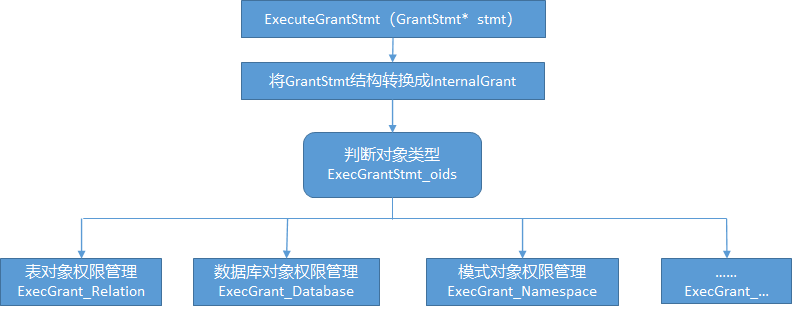 ExecuteGrantStmt（GrantStmt* stmt）
将GrantStmt结构转换成InternalGrant
判断对象类型
ExecGrantStmt_oids
表对象权限管理
ExecGrant_Relation
数据库对象权限管理
ExecGrant_Database
模式对象权限管理
ExecGrant_Namespace
……
ExecGrant_...